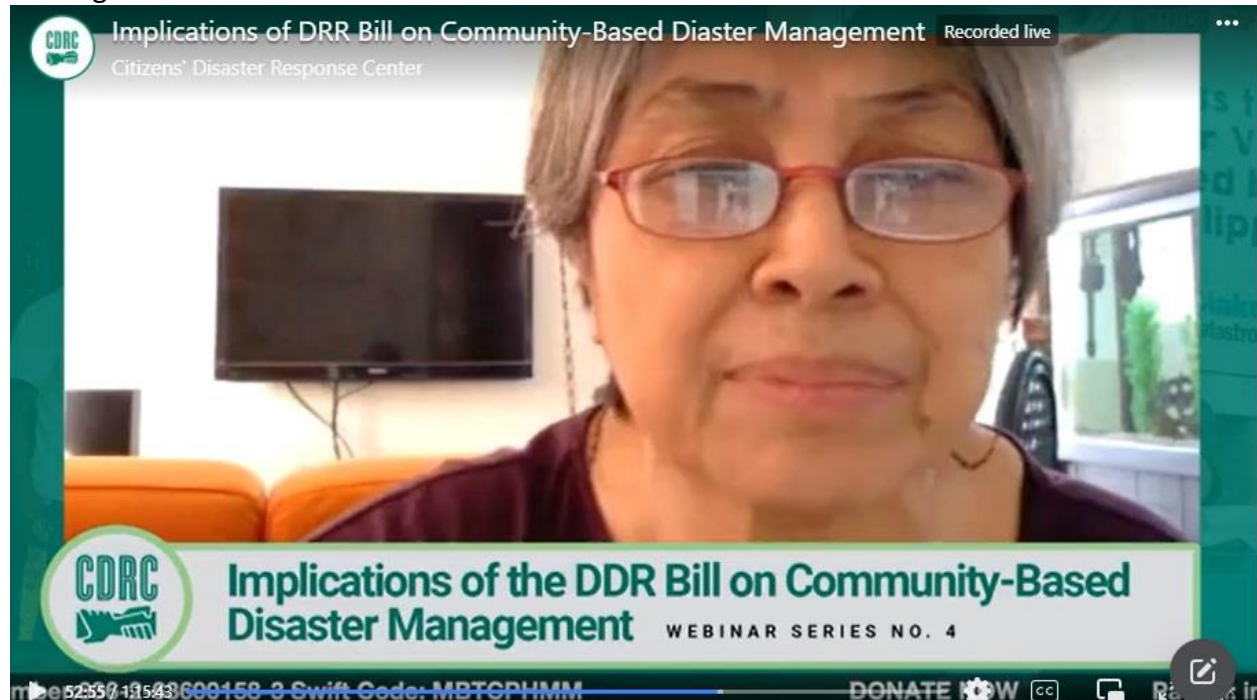 CDRC
Implications of DRR Bill on Community-Based Diaster Management Recorded live
Citizens' Disaster Response Center
CDRC
Implications of the DDR Bill on Community-Based
Disaster Management WEBINAR SERIES NO. 4
52:55 / 1:15:43
Swift Code: MBTCPHMM
DONATE NOW
CC